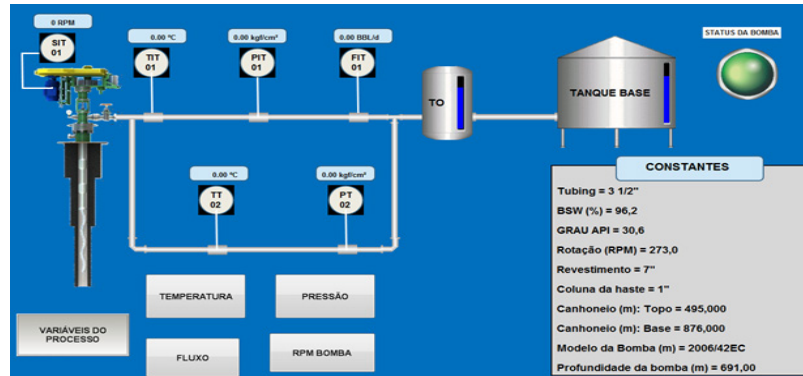 0 RPM
SIT
01
0.00 ºC
TIT
01
0.00 kgf/cm²
PIT
01
0.00 BBL/d
FIT
01
STATUS DA BOMBA
TO
TANQUE BASE
0.00 ºC
TT
02
0.00 kgf/cm²
PT
02
CONSTANTES
Tubing = 3 1/2"
BSW (%) = 96,2
GRAU API = 30,6
Rotação (RPM) = 273,0
Revestimento = 7"
Coluna da haste = 1"
Canhoneio (m): Topo = 495,000
Canhoneio (m): Base = 876,000
Modelo da Bomba (m) = 2006/42EC
Profundidade da bomba (m) = 691,00
TEMPERATURA
PRESSÃO
VARIÁVEIS DO
PROCESSO
FLUXO
RPM BOMBA